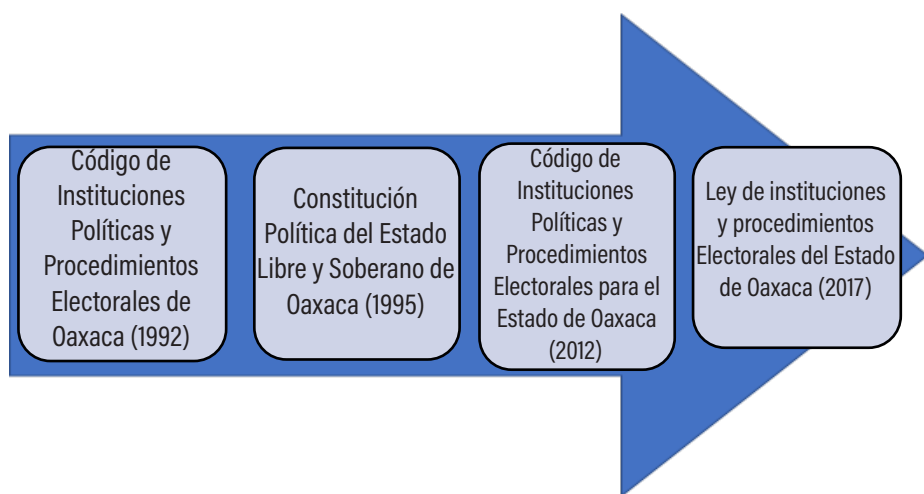 Código de
Instituciones
Políticas y
Procedimientos
Electorales de
Oaxaca (1992)
Constitución
Política del Estado
Libre y Soberano de
Oaxaca (1995)
Código de
Instituciones
Políticas y
Procedimientos
Electorales para el
Estado de Oaxaca
(2012)
Ley de instituciones
y procedimientos
Electorales del Estado
de Oaxaca (2017)